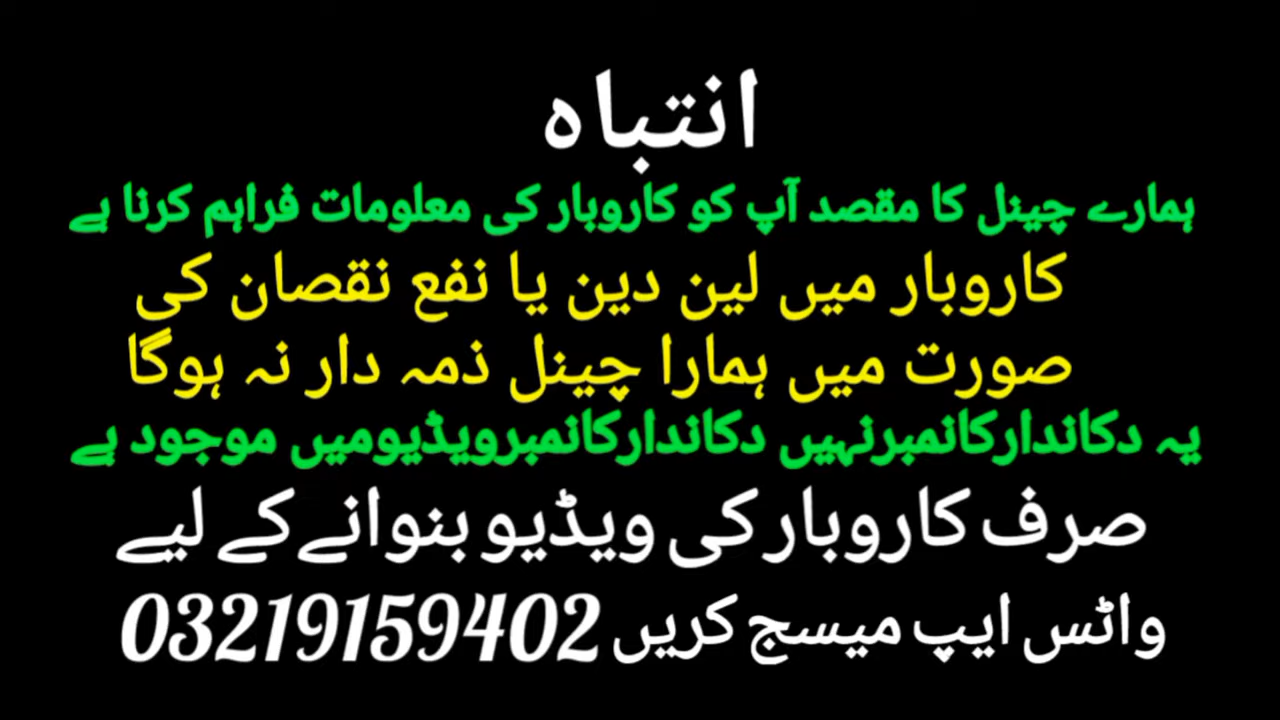 انتباہ
ہمارے چینل کا مقصد آپ کو کاروبار کی معلومات فراہم کرنا ہے
کاروبار میں لین دین یا نفع نقصان کی
صورت میں ہمارا چینل ذمہ دار نہ ہوگا
یہ دکاندارکانمبرنہیں دکاندارکانمبرویڈیومیں موجود ہے
صرف کاروبار کی ویڈیو بنوانے کے لیے
واٹس ایپ میسج کریں 03219159402